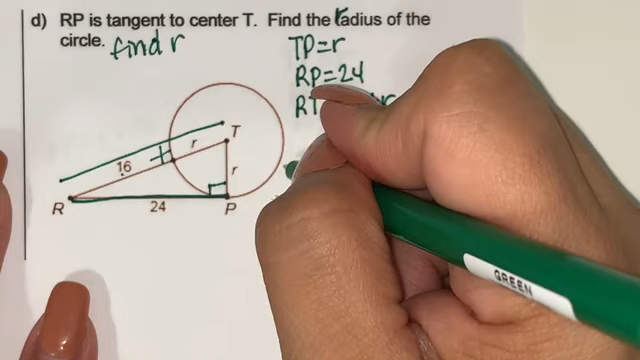 d) RP is tangent to center T. Find the radius of the
circle. find r
TP=r
RP=24
T
r
16
r
R
24
P
GREEN